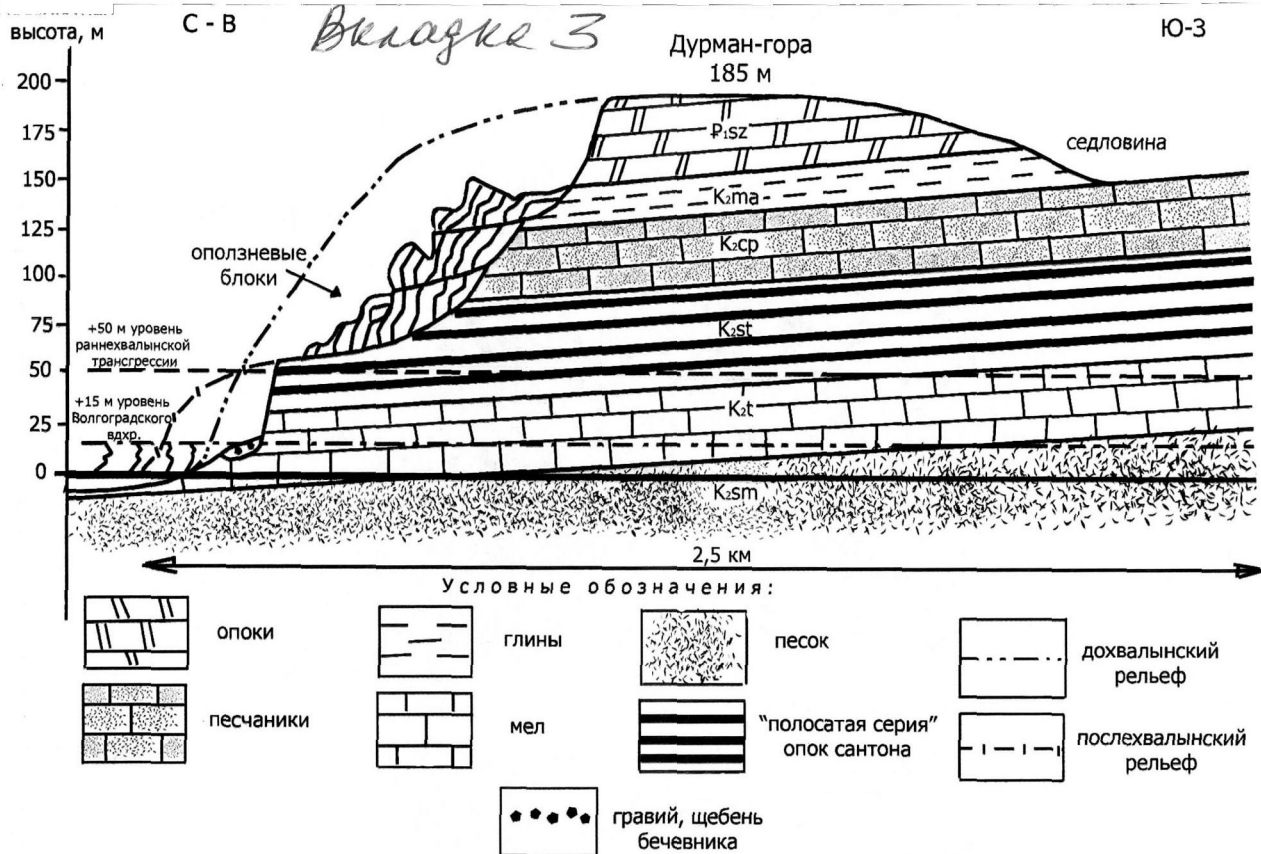 высота, м
С - В
Вкладка 3
Ю-З
Дурман-гора
185 м
200
175
150
125
100
75
50
25
0
седловина
оползневые
блоки
+50 м уровень
раннехвалынской
трансгрессии
+15 м уровень
Волгоградского
вдхр.
₽₁sz
K₂ma
K₂cp
K₂st
K₂t
K₂sm
2,5 км
Условные обозначения:
опоки
глины
песок
дохвалынский
рельеф
песчаники
мел
"полосатая серия"
опок сантона
послехвалынский
рельеф
гравий, щебень
бечевника